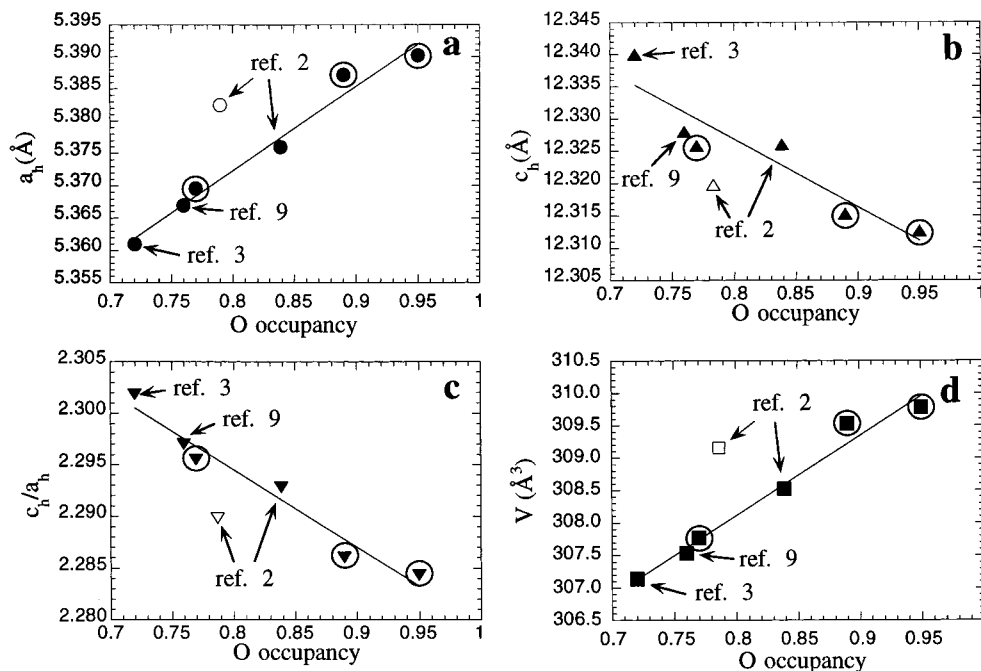 5.395
5.390
5.385
5.380
5.375
5.370
5.365
5.360
5.355
a_h(Å)
a
ref. 2
ref. 9
ref. 3
0.7 0.75 0.8 0.85 0.9 0.95 1
O occupancy
12.340
12.335
12.330
12.325
12.320
12.315
12.310
12.305
c_h(Å)
b
ref. 3
ref. 9
ref. 2
0.7 0.75 0.8 0.85 0.9 0.95 1
O occupancy
2.305
2.300
2.295
2.290
2.285
2.280
c_h/a_h
c
ref. 3
ref. 9
ref. 2
0.7 0.75 0.8 0.85 0.9 0.95 1
O occupancy
310.5
310.0
309.5
309.0
308.5
308.0
307.5
307.0
306.5
V (Å³)
d
ref. 2
ref. 9
ref. 3
0.7 0.75 0.8 0.85 0.9 0.95 1
O occupancy